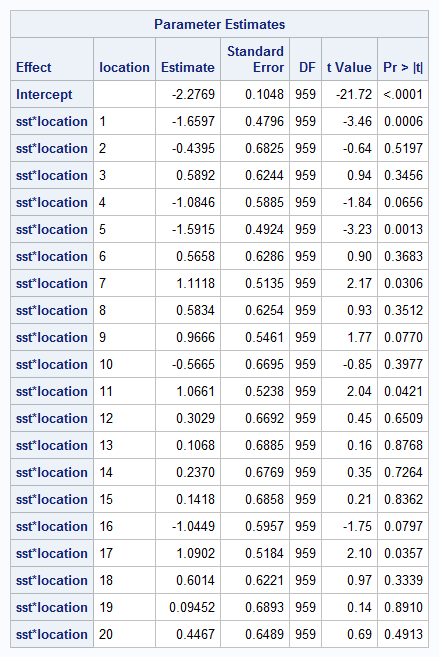 Parameter Estimates
Effect location Estimate Standard Error DF t Value Pr > |t|
Intercept -2.2769 0.1048 959 -21.72 <.0001
sst*location 1 -1.6597 0.4796 959 -3.46 0.0006
sst*location 2 -0.4395 0.6825 959 -0.64 0.5197
sst*location 3 0.5892 0.6244 959 0.94 0.3456
sst*location 4 -1.0846 0.5885 959 -1.84 0.0656
sst*location 5 -1.5915 0.4924 959 -3.23 0.0013
sst*location 6 0.5658 0.6286 959 0.90 0.3683
sst*location 7 1.1118 0.5135 959 2.17 0.0306
sst*location 8 0.5834 0.6254 959 0.93 0.3512
sst*location 9 0.9666 0.5461 959 1.77 0.0770
sst*location 10 -0.5665 0.6695 959 -0.85 0.3977
sst*location 11 1.0661 0.5238 959 2.04 0.0421
sst*location 12 0.3029 0.6692 959 0.45 0.6509
sst*location 13 0.1068 0.6885 959 0.16 0.8768
sst*location 14 0.2370 0.6769 959 0.35 0.7264
sst*location 15 0.1418 0.6858 959 0.21 0.8362
sst*location 16 -1.0449 0.5957 959 -1.75 0.0797
sst*location 17 1.0902 0.5184 959 2.10 0.0357
sst*location 18 0.6014 0.6221 959 0.97 0.3339
sst*location 19 0.09452 0.6893 959 0.14 0.8910
sst*location 20 0.4467 0.6489 959 0.69 0.4913